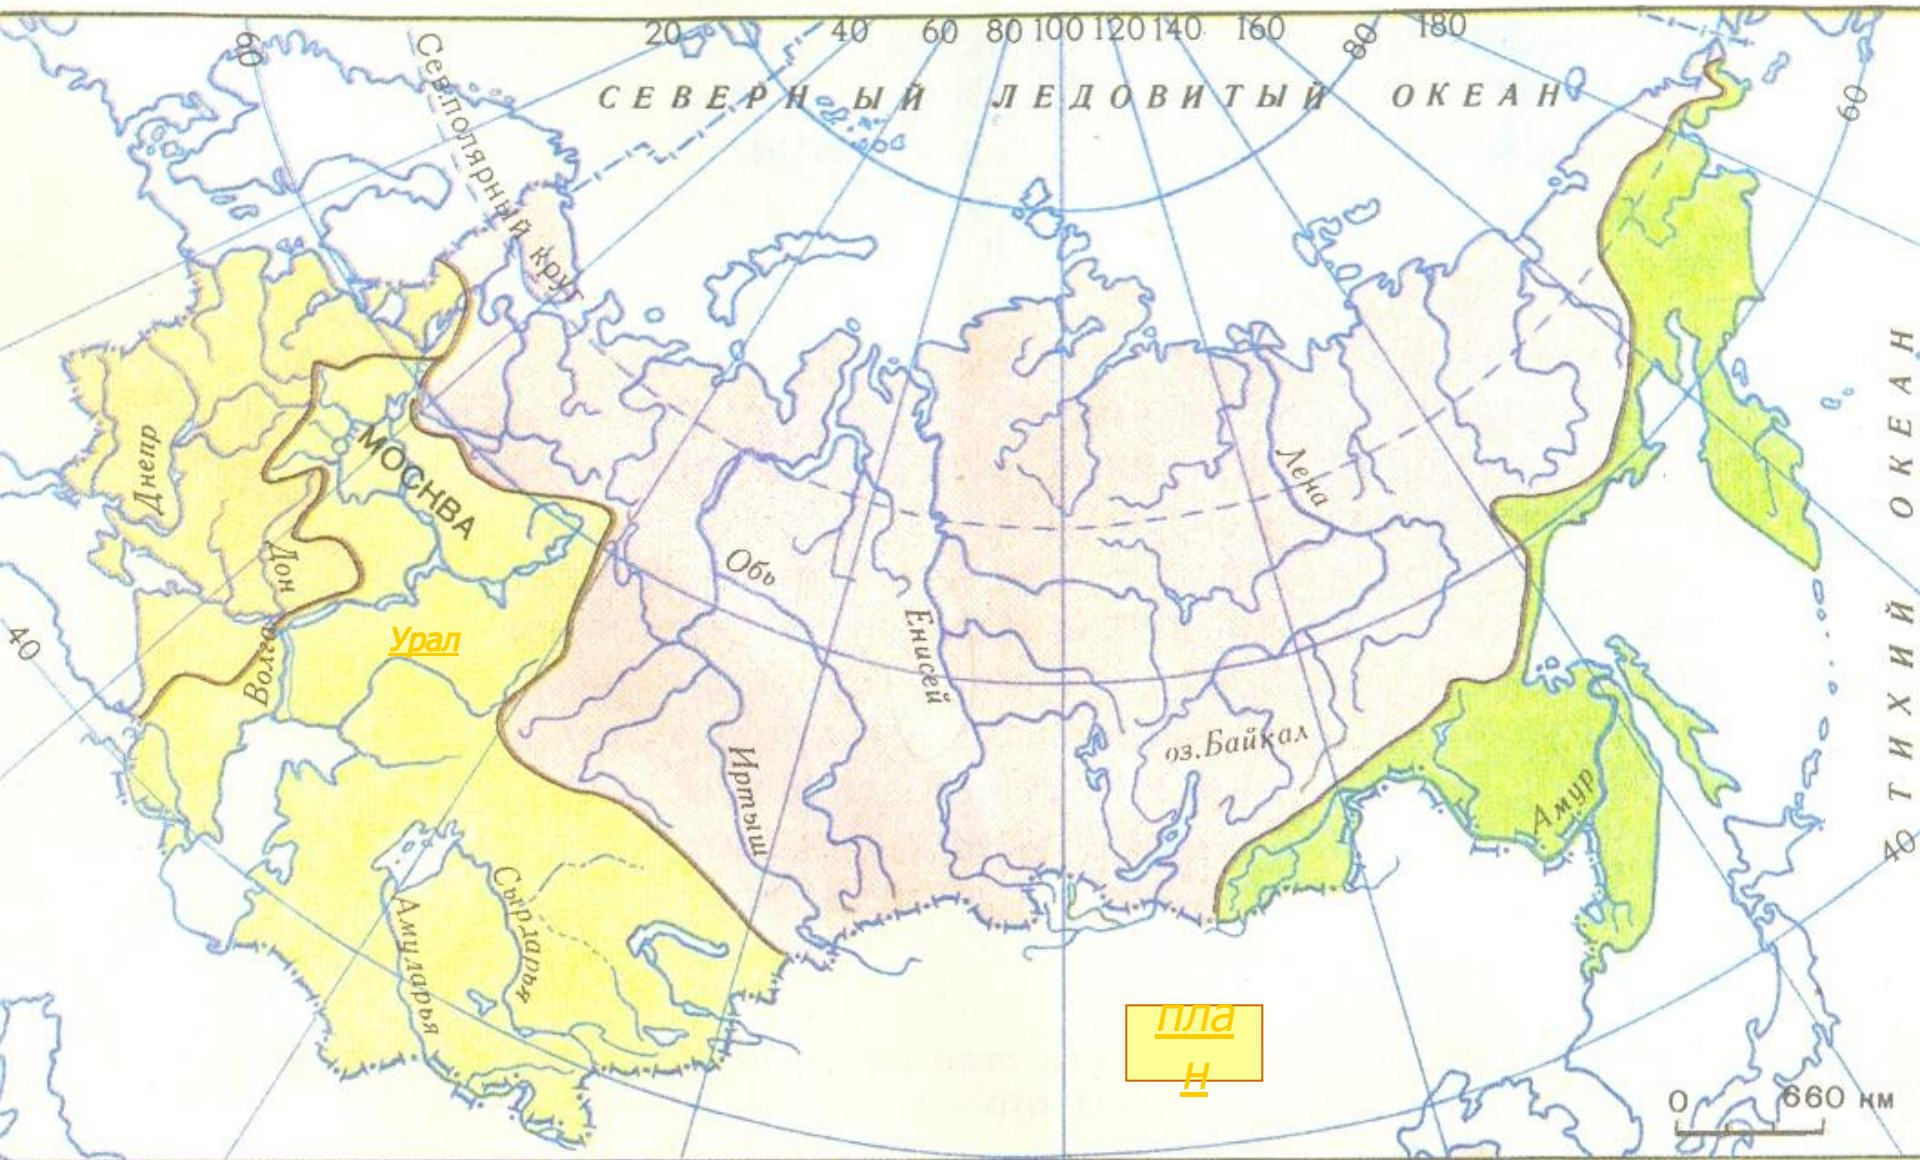 20 40 60 80 100 120 140 160 80 180
60
60
Сев.полярный круг
СЕВЕРНЫЙ ЛЕДОВИТЫЙ ОКЕАН
ТИХИЙ ОКЕАН
Днепр
МОСКВА
Дон
Волга
Урал
40
Обь
Енисей
Лена
Иртыш
оз.Байкал
Амур
40
Сырдарья
Амударья
пла
н
0 660 км